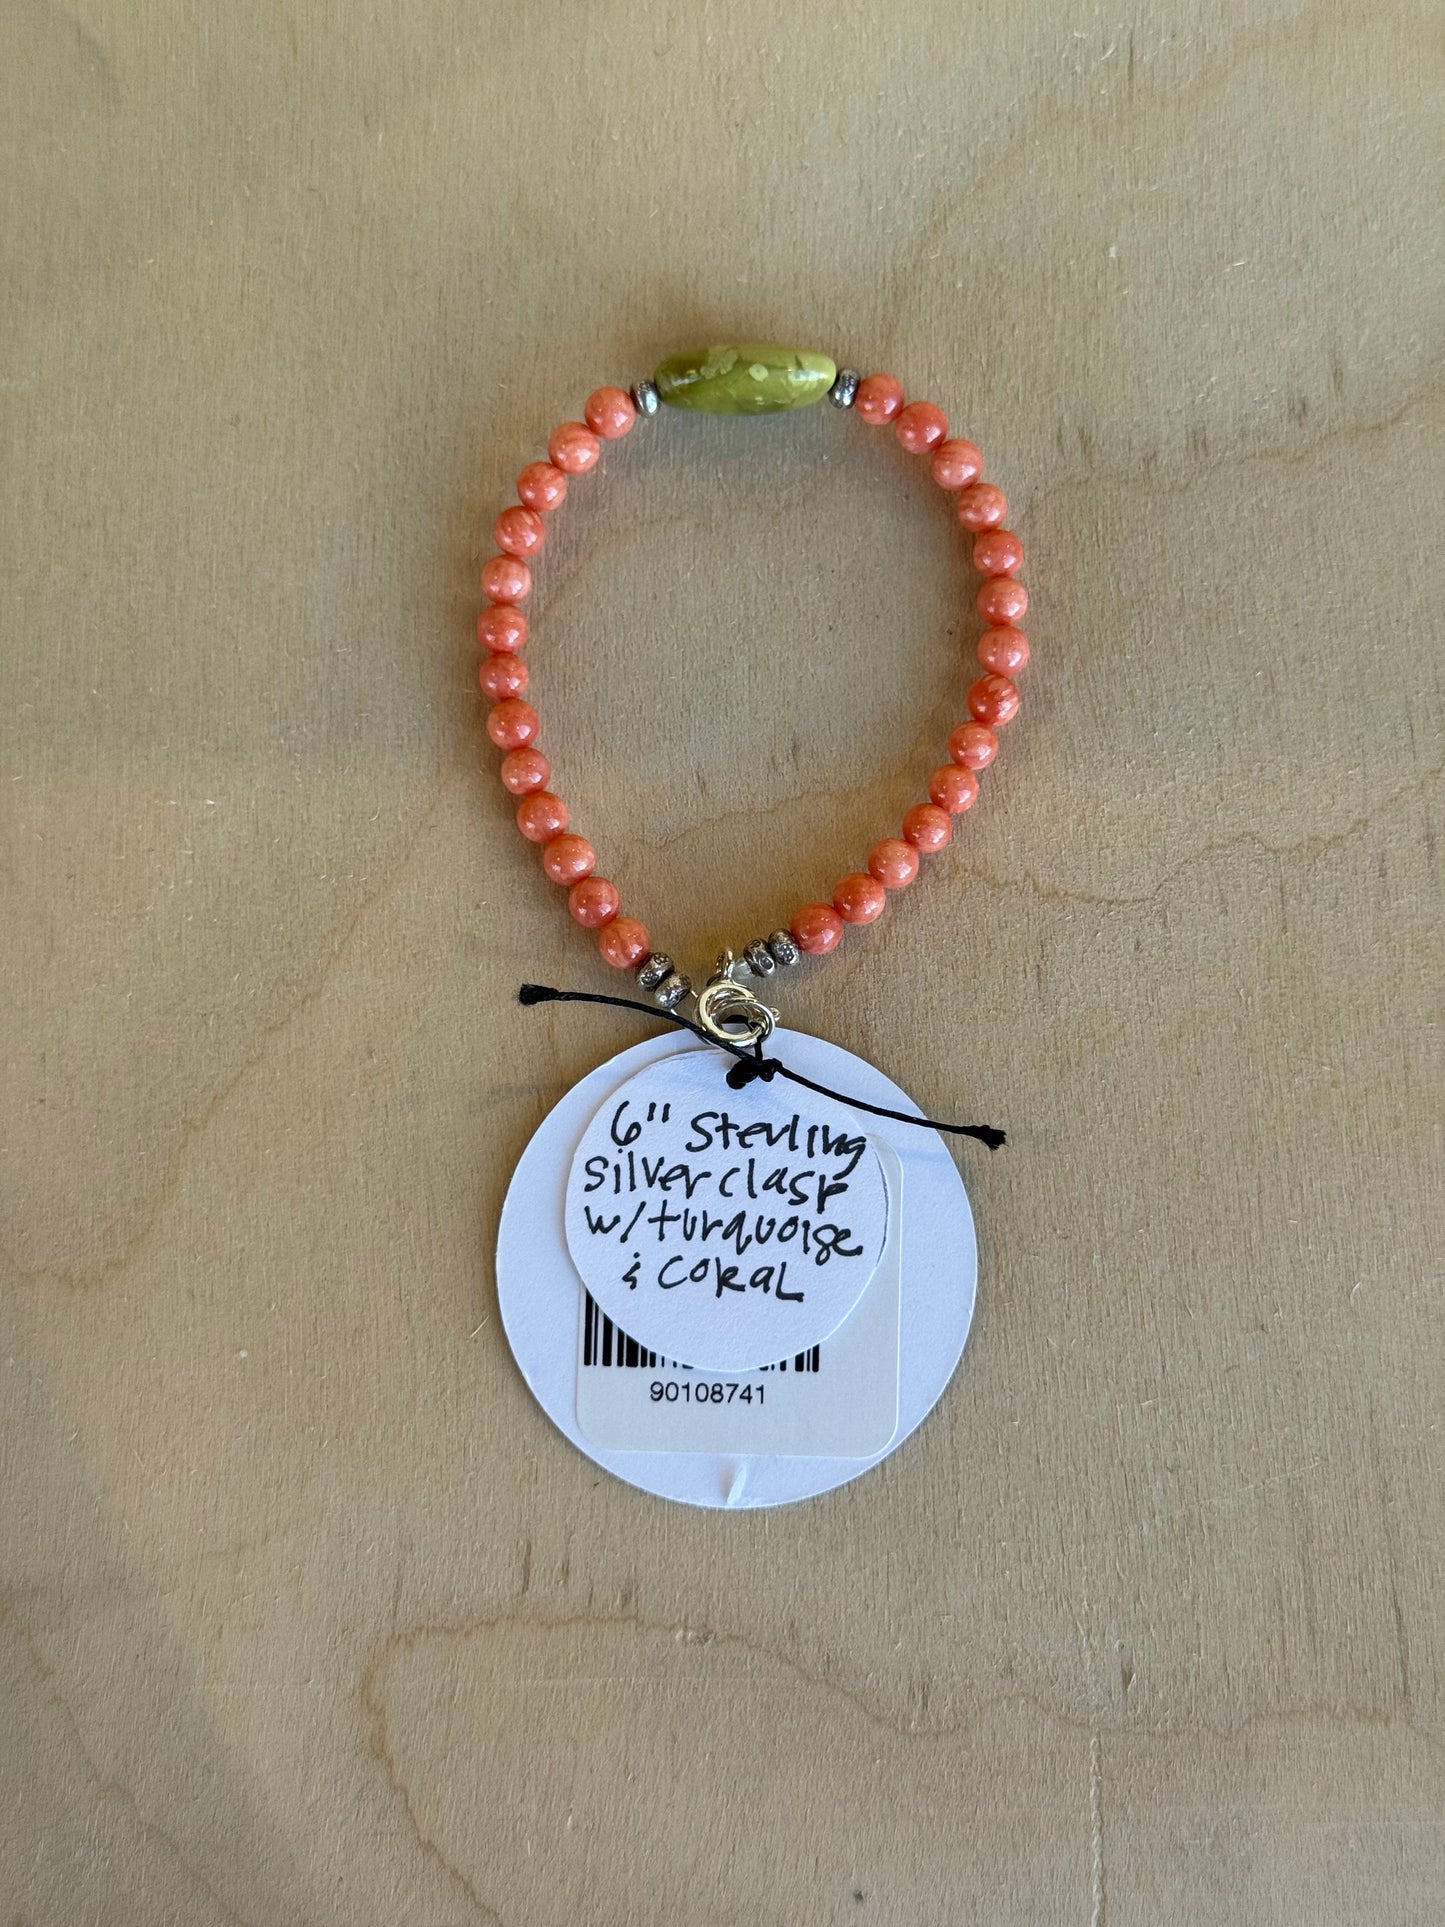 6" Sterling
Silver clasp
w/turquoise
& CORAL
90108741